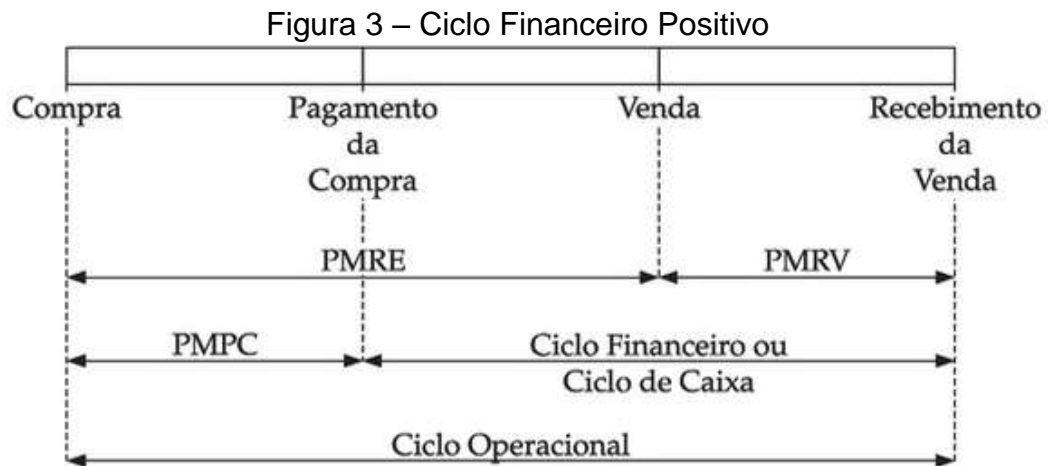 Figura 3 – Ciclo Financeiro Positivo
Compra
Pagamento
da
Compra
Venda
Recebimento
da
Venda
PMRE
PMRV
PMPC
Ciclo Financeiro ou
Ciclo de Caixa
Ciclo Operacional